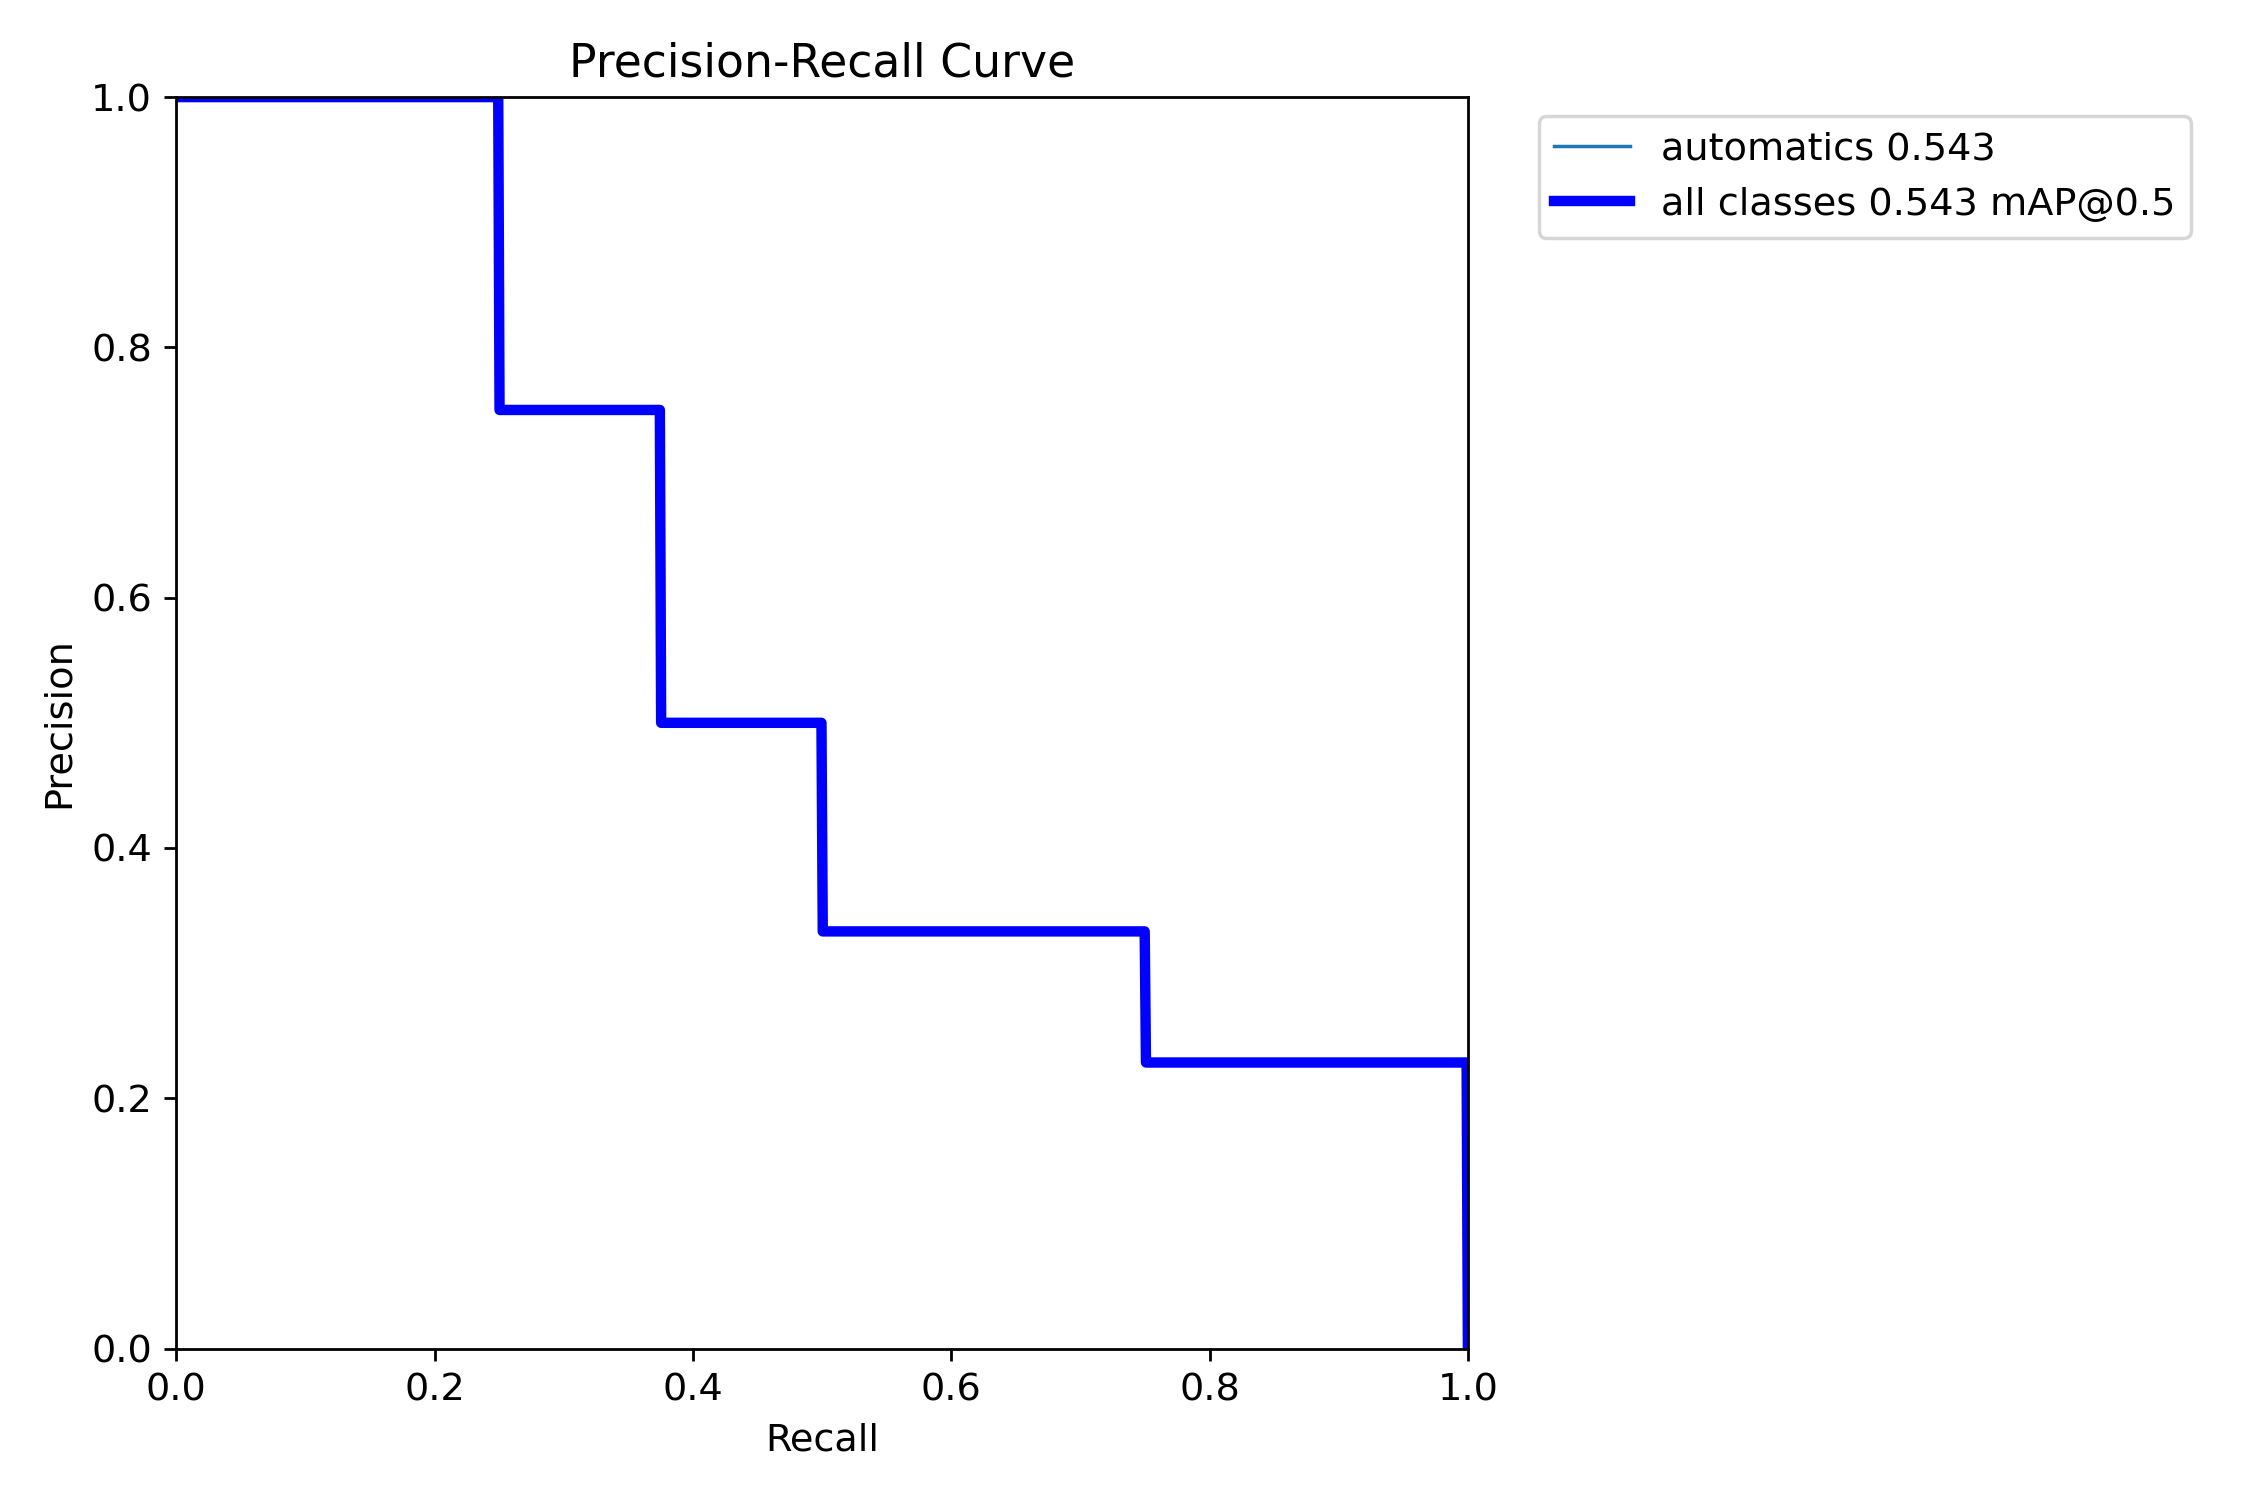 Precision-Recall Curve
automatics 0.543
all classes 0.543 mAP@0.5
1.0
0.8
0.6
0.4
0.2
0.0
Precision
0.0 0.2 0.4 0.6 0.8 1.0
Recall